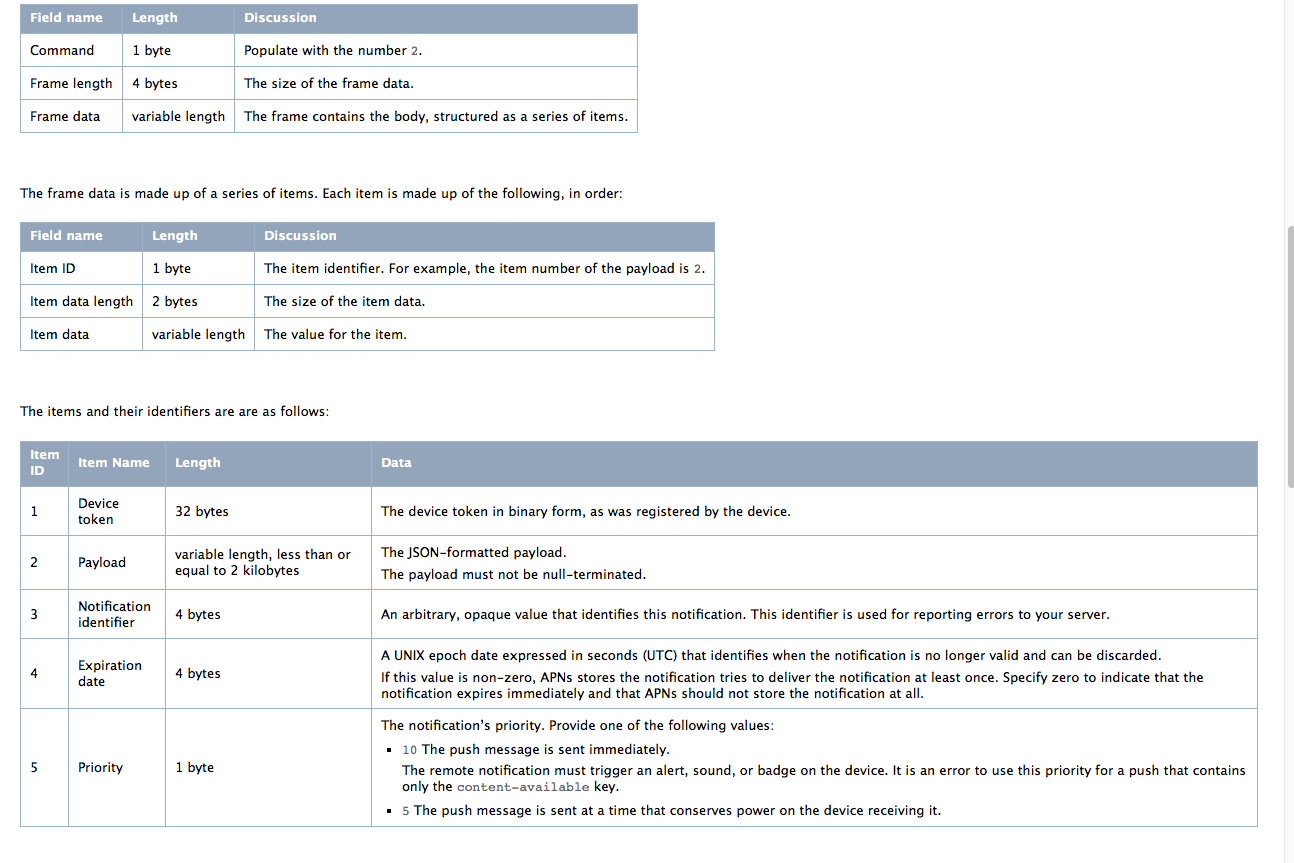 Field name Length Discussion
Command 1 byte Populate with the number 2.
Frame length 4 bytes The size of the frame data.
Frame data variable length The frame contains the body, structured as a series of items.
The frame data is made up of a series of items. Each item is made up of the following, in order:
Field name Length Discussion
Item ID 1 byte The item identifier. For example, the item number of the payload is 2.
Item data length 2 bytes The size of the item data.
Item data variable length The value for the item.
The items and their identifiers are are as follows:
Item
ID
Item Name Length Data
1
Device
token
32 bytes The device token in binary form, as was registered by the device.
2
Payload
variable length, less than or
equal to 2 kilobytes
The JSON-formatted payload.
The payload must not be null-terminated.
3
Notification
identifier
4 bytes An arbitrary, opaque value that identifies this notification. This identifier is used for reporting errors to your server.
4
Expiration
date
4 bytes
A UNIX epoch date expressed in seconds (UTC) that identifies when the notification is no longer valid and can be discarded.
If this value is non-zero, APNs stores the notification tries to deliver the notification at least once. Specify zero to indicate that the
notification expires immediately and that APNs should not store the notification at all.
5 Priority 1 byte
The notification's priority. Provide one of the following values:
▪ 10 The push message is sent immediately.
The remote notification must trigger an alert, sound, or badge on the device. It is an error to use this priority for a push that contains
only the content-available key.
▪ 5 The push message is sent at a time that conserves power on the device receiving it.